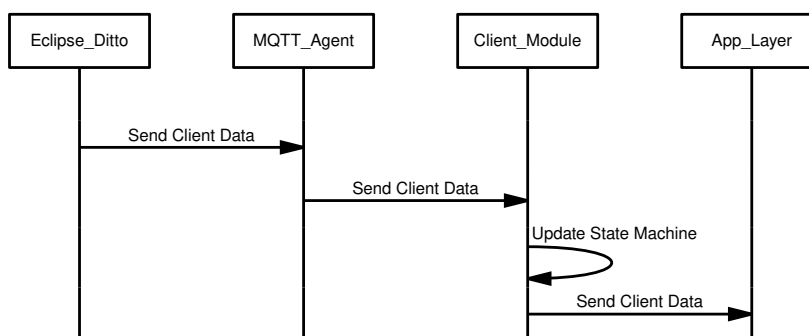 Eclipse_Ditto
MQTT_Agent
Client_Module
App_Layer
Send Client Data
Send Client Data
Update State Machine
Send Client Data